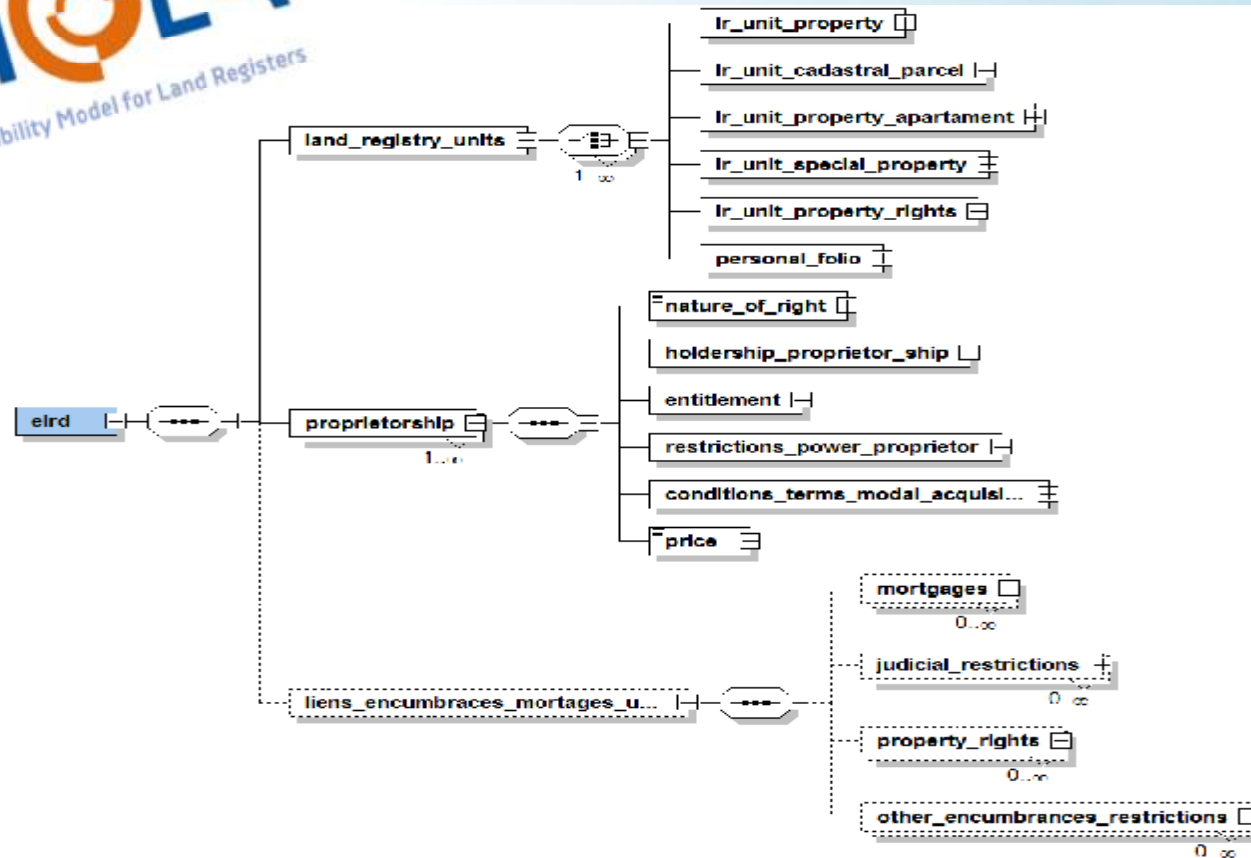 bility Model for Land Registers
lr_unit_property
lr_unit_cadastral_parcel
lr_unit_property_apartament
land_registry_units
1..∞
lr_unit_special_property
lr_unit_property_rights
personal_folio
nature_of_right
holdership_proprietor_ship
entitlement
elrd
proprietorship
1..∞
restrictions_power_proprietor
conditions_terms_modal_acquisi...
price
mortgages
0..∞
judicial_restrictions
0..∞
liens_encumbraces_mortages_u...
property_rights
0..∞
other_encumbrances_restrictions
0..∞